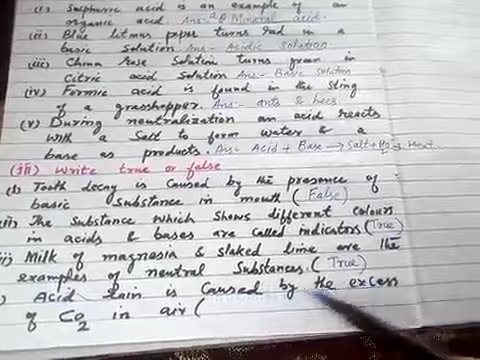 (i) Sulphuric acid is an example of an
organic acid. Ans- Mineral acid.
(ii) Blue litmus paper turns red in a
basic solution Ans- Acidic solution
(iii) China rose solution turns green in
citric acid solution Ans- Basic solution
(iv) Formic acid is found in the sting
of a grasshopper. Ans- ants & bees.
(v) During neutralization an acid reacts
with a salt to form water & a
base as products. Ans- Acid + Base → Salt + H2O + Heat.
(iii) Write true or false
(i) Tooth decay is caused by the presence of
basic substance in mouth (False)
(ii) The substance which shows different colours
in acids & bases are called indicators (True)
ii) Milk of magnesia & slaked lime are the
examples of neutral substances. (True)
) Acid rain is caused by the excess
of CO2 in air (